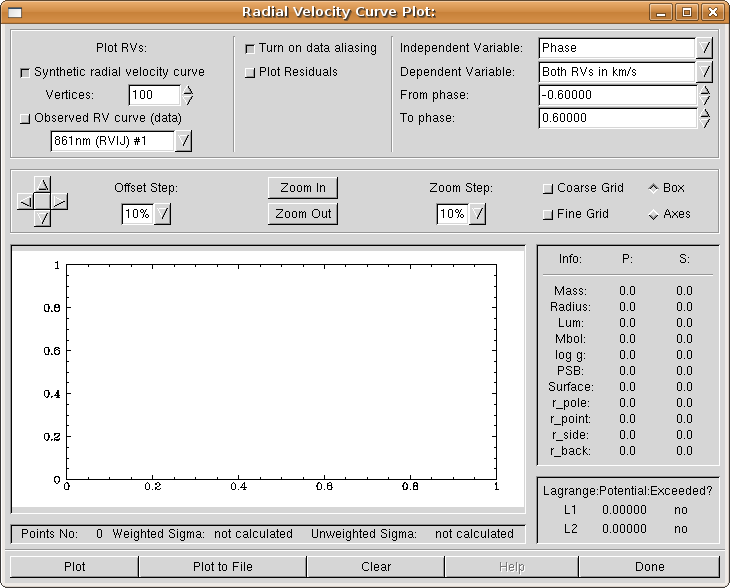 Radial Velocity Curve Plot:
Plot RVs:
Synthetic radial velocity curve
Vertices: 100
Observed RV curve (data)
861nm (RVIJ) #1
Turn on data aliasing
Plot Residuals
Independent Variable: Phase
Dependent Variable: Both RVs in km/s
From phase: -0.60000
To phase: 0.60000
Offset Step:
10%
Zoom In
Zoom Out
Zoom Step:
10%
Coarse Grid
Fine Grid
Box
Axes
1
0.8
0.6
0.4
0.2
0
0 0.2 0.4 0.6 0.8 1
Info: P: S:
Mass: 0.0 0.0
Radius: 0.0 0.0
Lum: 0.0 0.0
Mbol: 0.0 0.0
log g: 0.0 0.0
PSB: 0.0 0.0
Surface: 0.0 0.0
r_pole: 0.0 0.0
r_point: 0.0 0.0
r_side: 0.0 0.0
r_back: 0.0 0.0
Lagrange:Potential:Exceeded?
L1 0.00000 no
L2 0.00000 no
Points No: 0 Weighted Sigma: not calculated Unweighted Sigma: not calculated
Plot Plot to File Clear Help Done